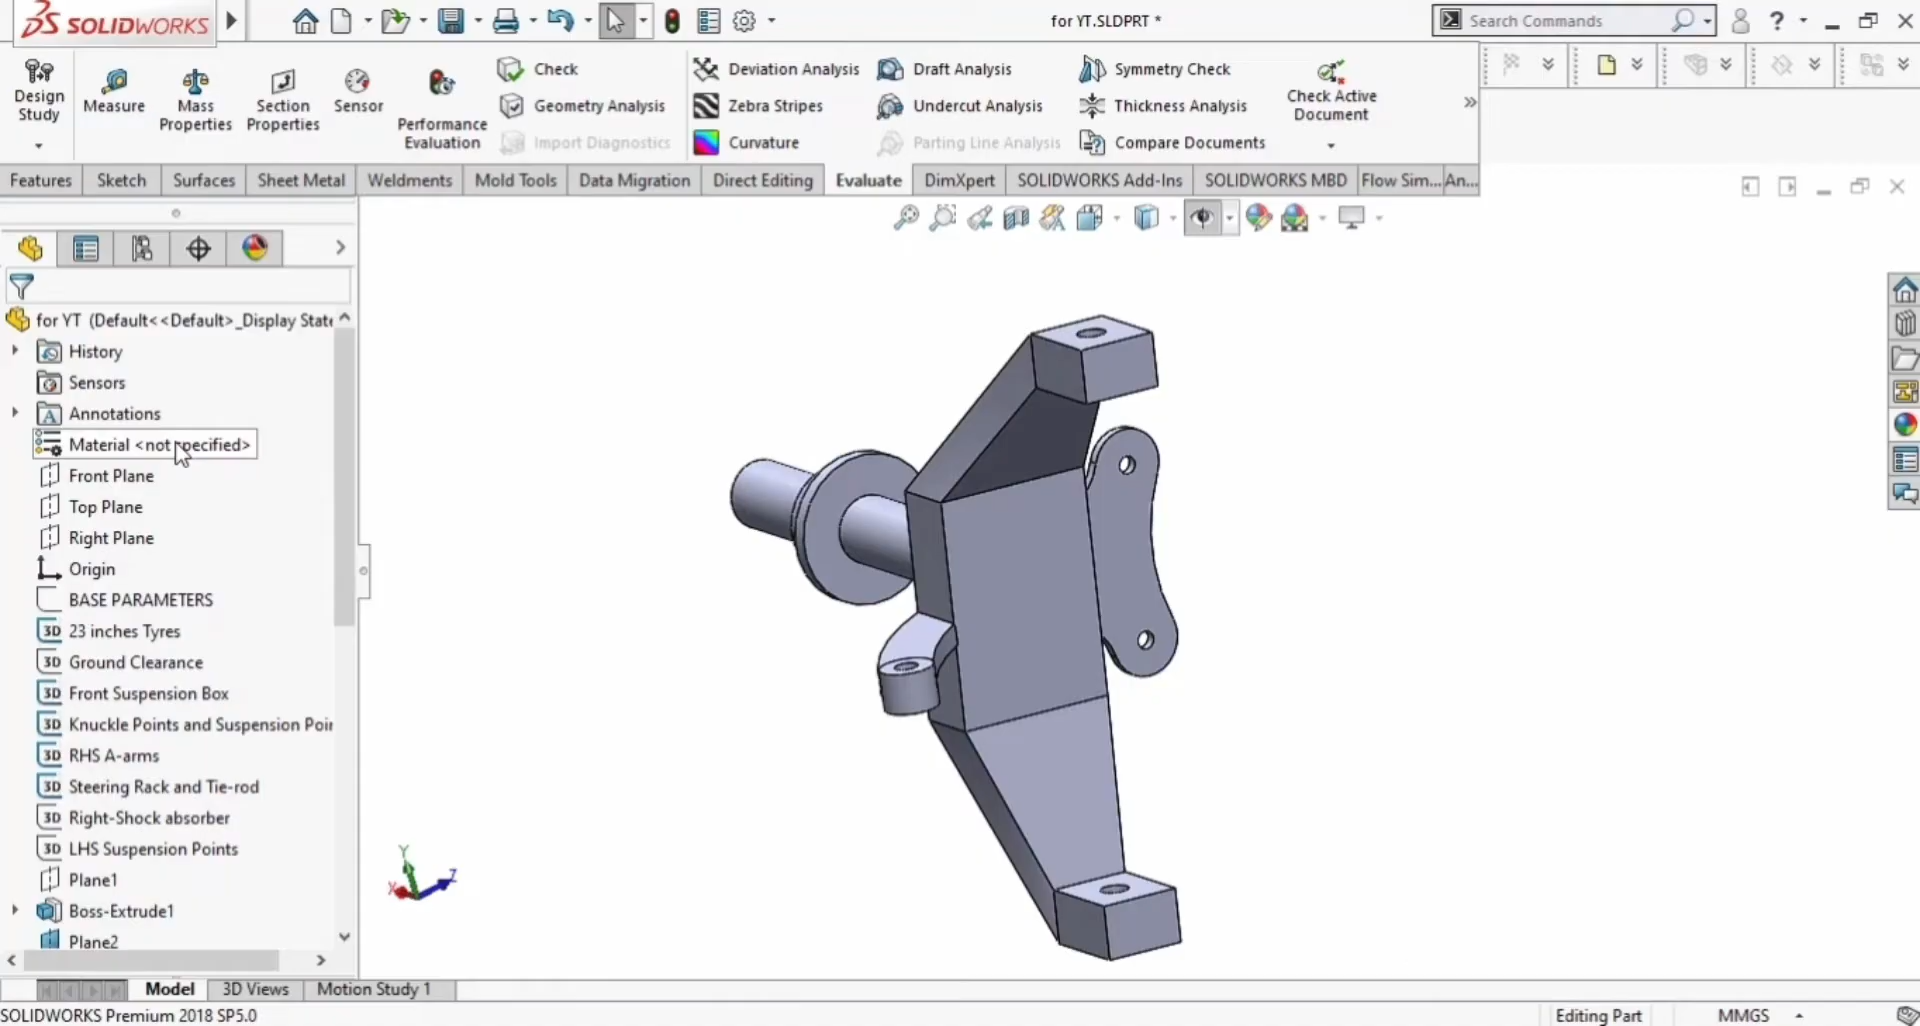 SOLIDWORKS
for YT.SLDPRT *
Search Commands
?
Design
Study
Measure
Mass
Properties
Section
Properties
Sensor
Performance
Evaluation
Check
Geometry Analysis
Import Diagnostics
Deviation Analysis
Zebra Stripes
Curvature
Draft Analysis
Undercut Analysis
Parting Line Analysis
Symmetry Check
Thickness Analysis
Compare Documents
Check Active
Document
Features
Sketch
Surfaces
Sheet Metal
Weldments
Mold Tools
Data Migration
Direct Editing
Evaluate
DimXpert
SOLIDWORKS Add-Ins
SOLIDWORKS MBD
Flow Sim...
An...
for YT (Default<<Default>_Display State
History
Sensors
A Annotations
Material <not specified>
Front Plane
Top Plane
Right Plane
Origin
BASE PARAMETERS
3D 23 inches Tyres
3D Ground Clearance
3D Front Suspension Box
3D Knuckle Points and Suspension Poir
3D RHS A-arms
3D Steering Rack and Tie-rod
3D Right-Shock absorber
3D LHS Suspension Points
Plane1
Boss-Extrude1
Plane2
Y
X
Z
Model
3D Views
Motion Study 1
SOLIDWORKS Premium 2018 SP5.0
Editing Part
MMGS